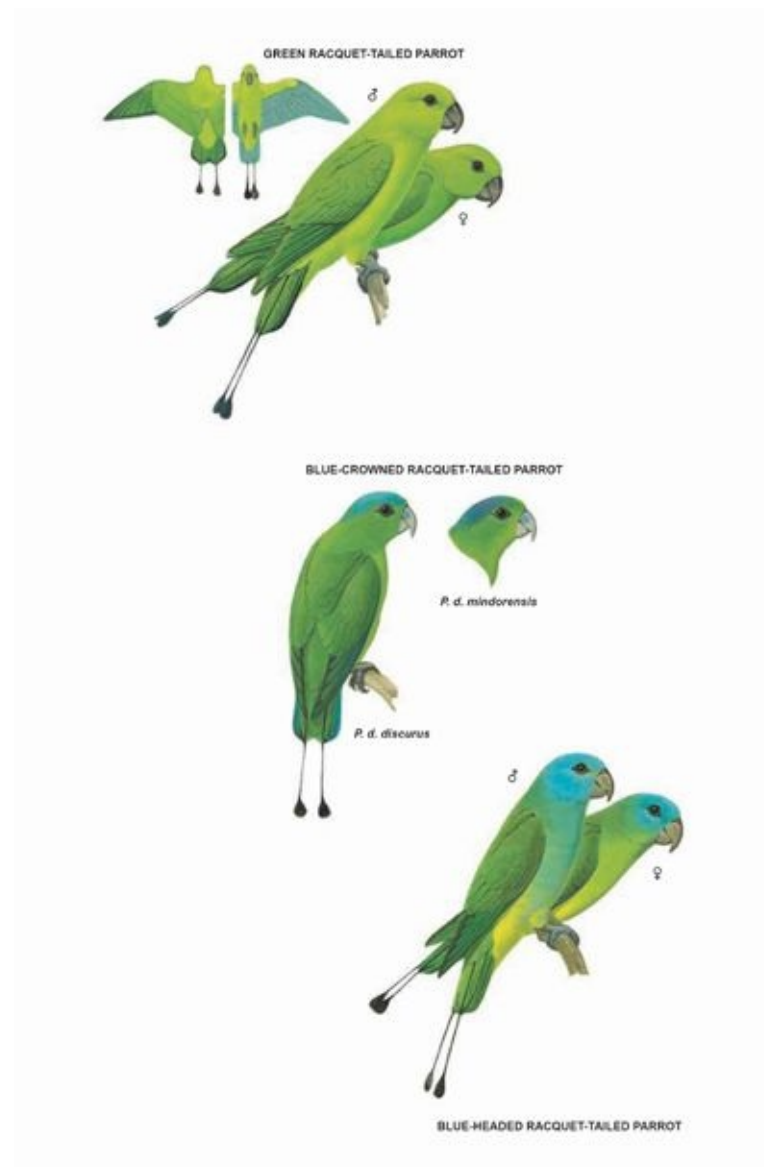 GREEN RACQUET-TAILED PARROT
♂
♀
BLUE-CROWNED RACQUET-TAILED PARROT
P. d. mindorensis
P. d. discurus
♂
♀
BLUE-HEADED RACQUET-TAILED PARROT